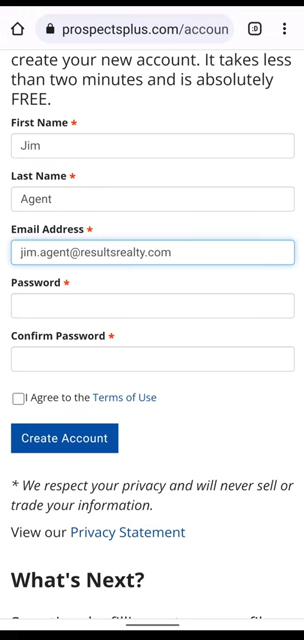 prospectsplus.com/accoun
:D
create your new account. It takes less
than two minutes and is absolutely
FREE.
First Name *
Jim
Last Name *
Agent
Email Address *
jim.agent@resultsrealty.com
Password *
Confirm Password *
I Agree to the Terms of Use
Create Account
* We respect your privacy and will never sell or
trade your information.
View our Privacy Statement
What's Next?